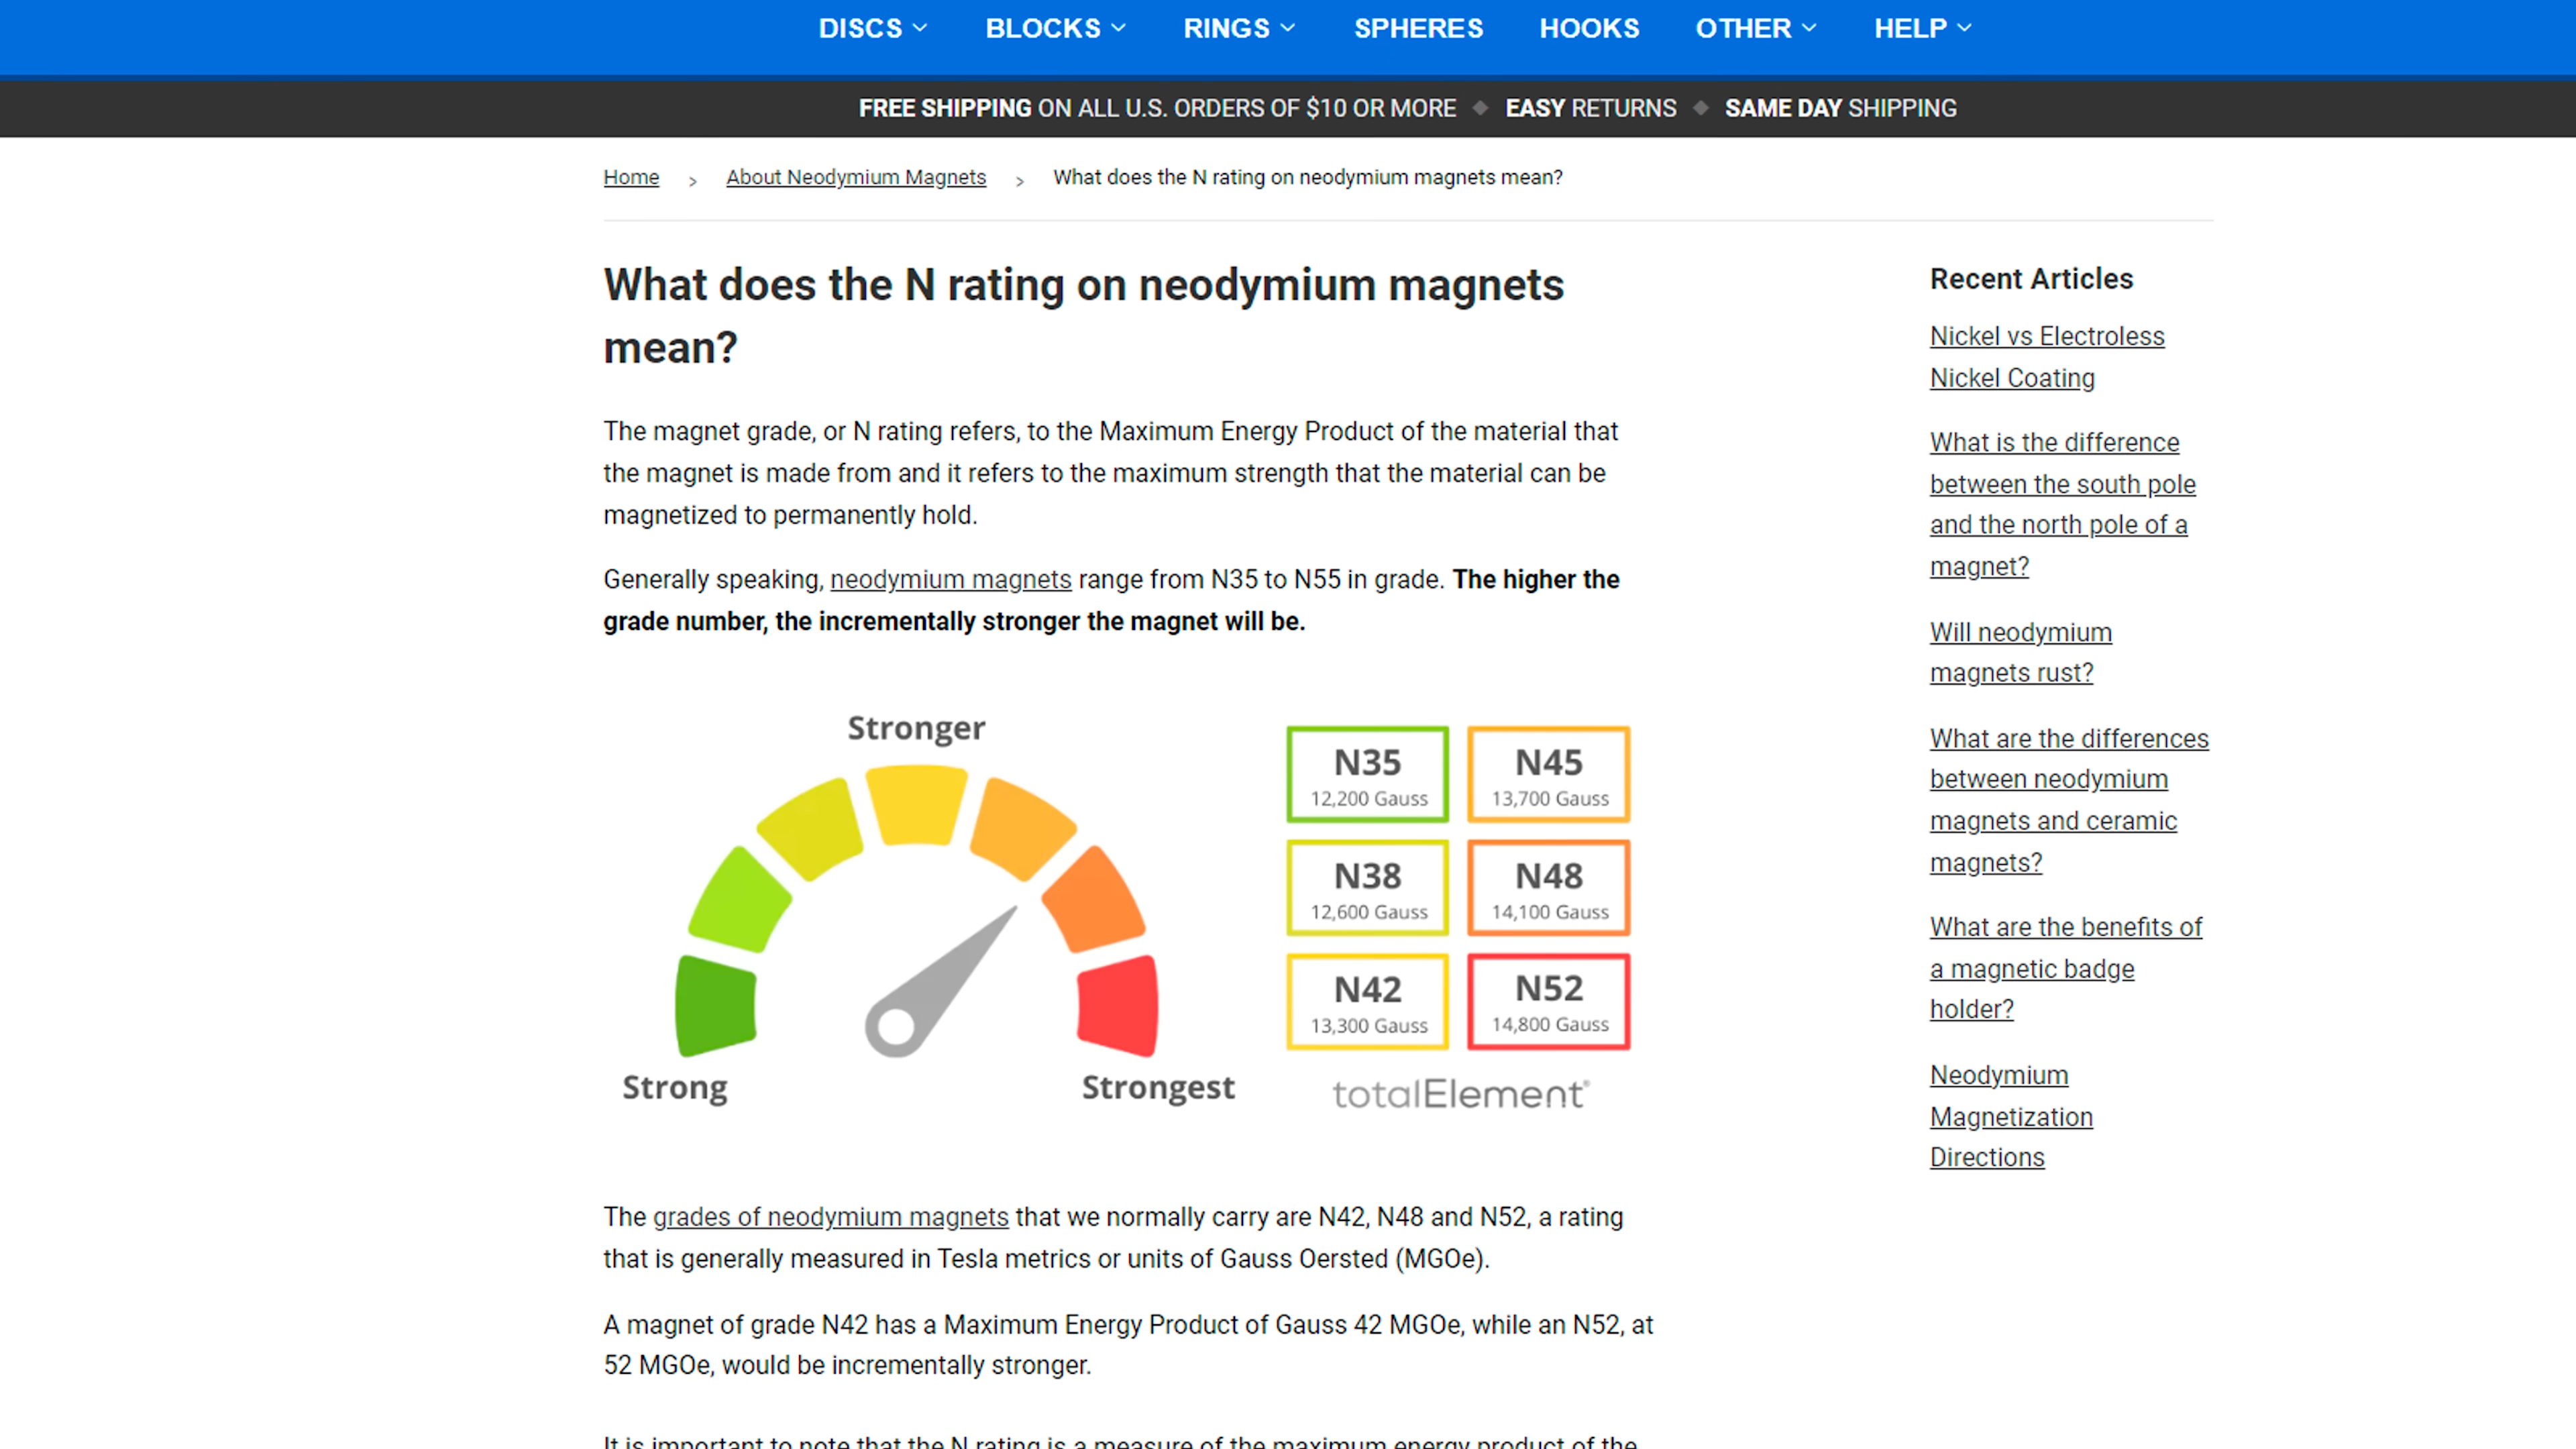 DISCS BLOCKS RINGS SPHERES HOOKS OTHER HELP
FREE SHIPPING ON ALL U.S. ORDERS OF $10 OR MORE ◆ EASY RETURNS ◆ SAME DAY SHIPPING
Home > About Neodymium Magnets > What does the N rating on neodymium magnets mean?
What does the N rating on neodymium magnets
mean?
The magnet grade, or N rating refers, to the Maximum Energy Product of the material that
the magnet is made from and it refers to the maximum strength that the material can be
magnetized to permanently hold.
Generally speaking, neodymium magnets range from N35 to N55 in grade. The higher the
grade number, the incrementally stronger the magnet will be.
Stronger
Strong
Strongest
N35
12,200 Gauss
N45
13,700 Gauss
N38
12,600 Gauss
N48
14,100 Gauss
N42
13,300 Gauss
N52
14,800 Gauss
totalElement®
The grades of neodymium magnets that we normally carry are N42, N48 and N52, a rating
that is generally measured in Tesla metrics or units of Gauss Oersted (MGOe).
A magnet of grade N42 has a Maximum Energy Product of Gauss 42 MGOe, while an N52, at
52 MGOe, would be incrementally stronger.
It is important to note that the N rating is a measure of the maximum energy product of the
Recent Articles
Nickel vs Electroless
Nickel Coating
What is the difference
between the south pole
and the north pole of a
magnet?
Will neodymium
magnets rust?
What are the differences
between neodymium
magnets and ceramic
magnets?
What are the benefits of
a magnetic badge
holder?
Neodymium
Magnetization
Directions